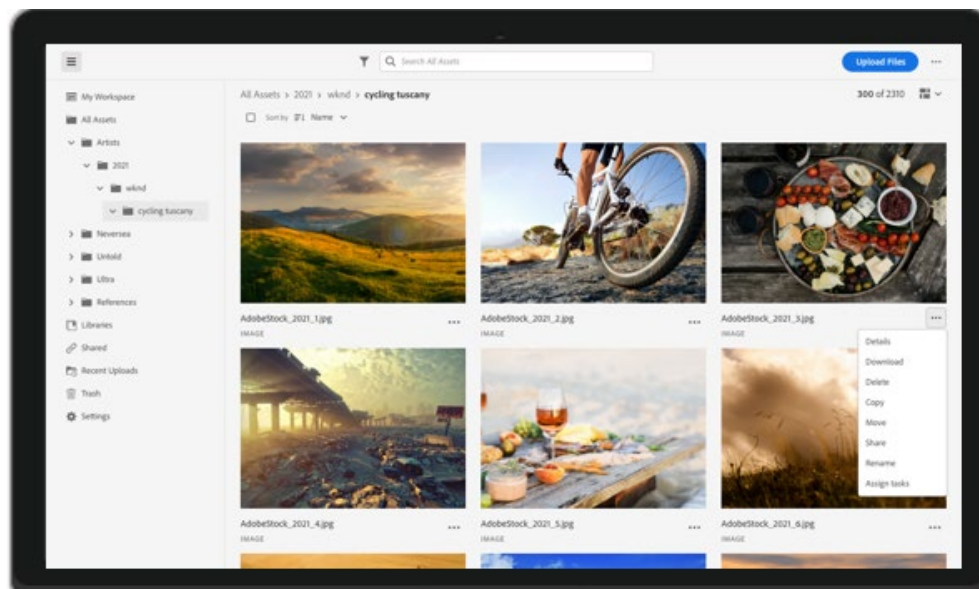 Search All Assets
Upload Files
My Workspace
All Assets
Artists
2021
wknd
cycling tuscany
Neversea
Untold
Ultra
References
Libraries
Shared
Recent Uploads
Trash
Settings
All Assets > 2021 > wknd > cycling tuscany
300 of 2310
Sort by Name
AdobeStock_2021_1.jpg
IMAGE
AdobeStock_2021_2.jpg
IMAGE
AdobeStock_2021_3.jpg
IMAGE
Details
Download
Delete
Copy
Move
Share
Rename
Assign tasks
AdobeStock_2021_4.jpg
IMAGE
AdobeStock_2021_5.jpg
IMAGE
AdobeStock_2021_6.jpg
IMAGE